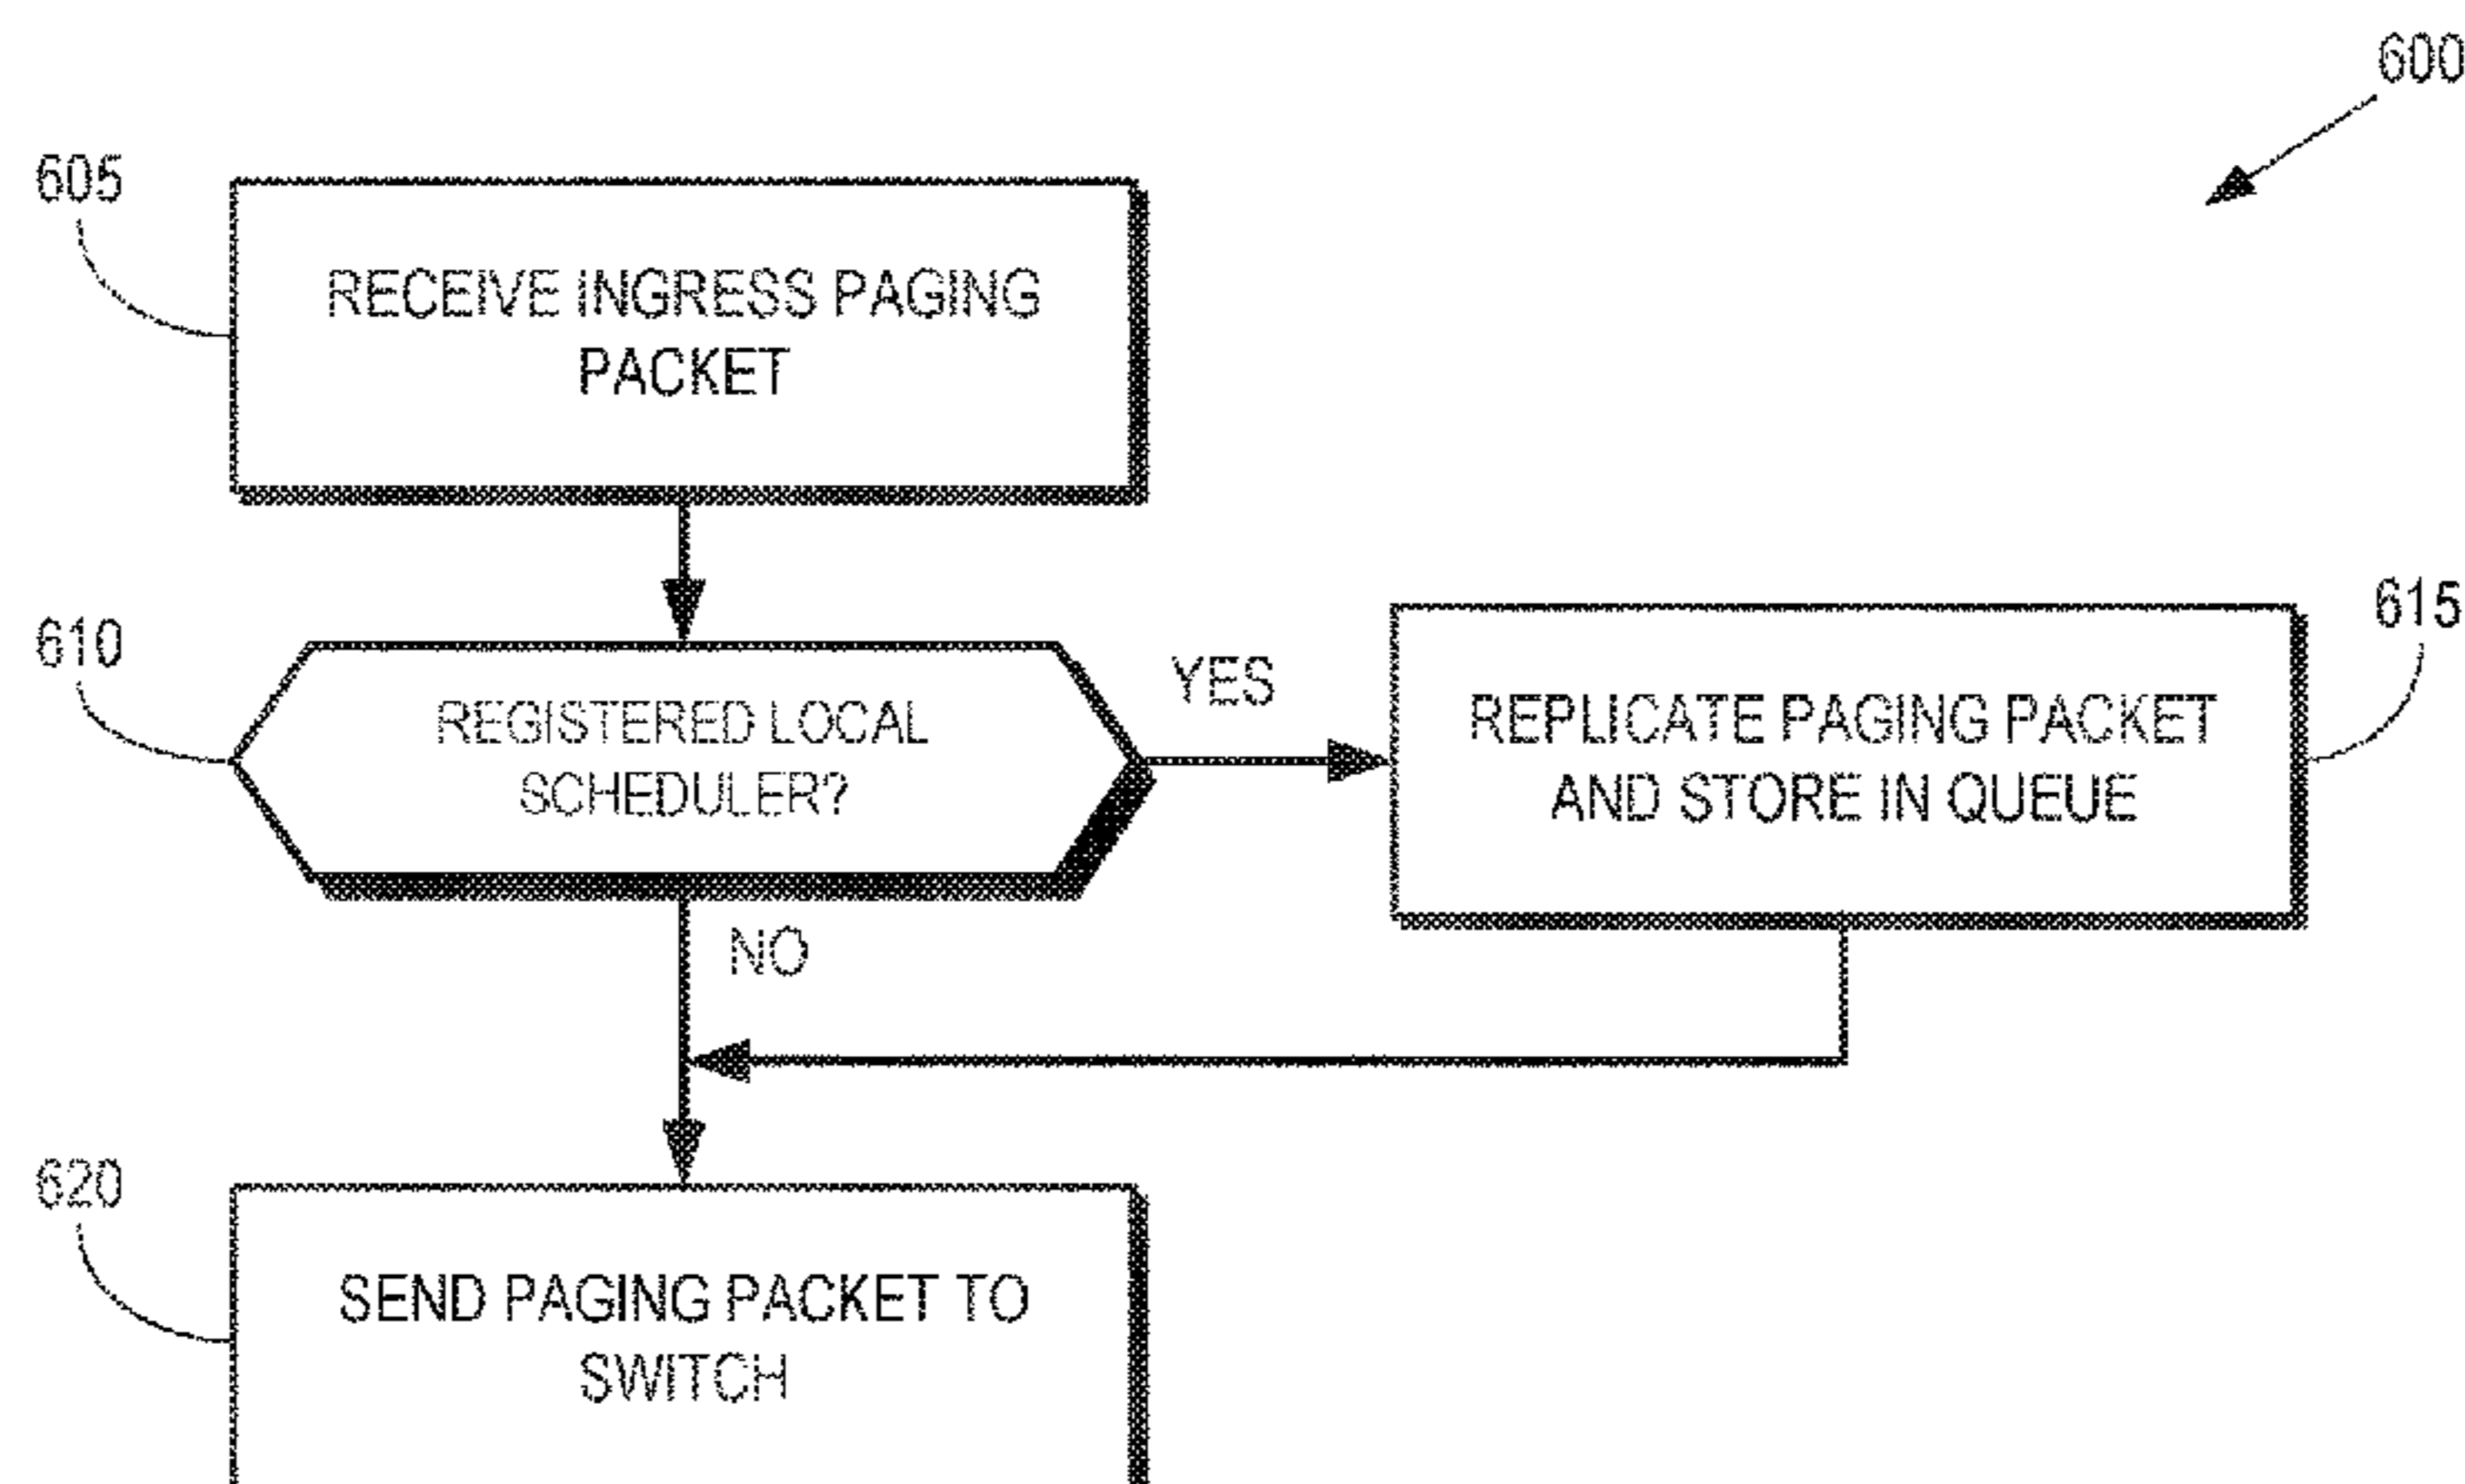 600
605
RECEIVE INGRESS PAGING
PACKET
610
REGISTERED LOCAL
SCHEDULER?
YES
615
REPLICATE PAGING PACKET
AND STORE IN QUEUE
NO
620
SEND PAGING PACKET TO
SWITCH